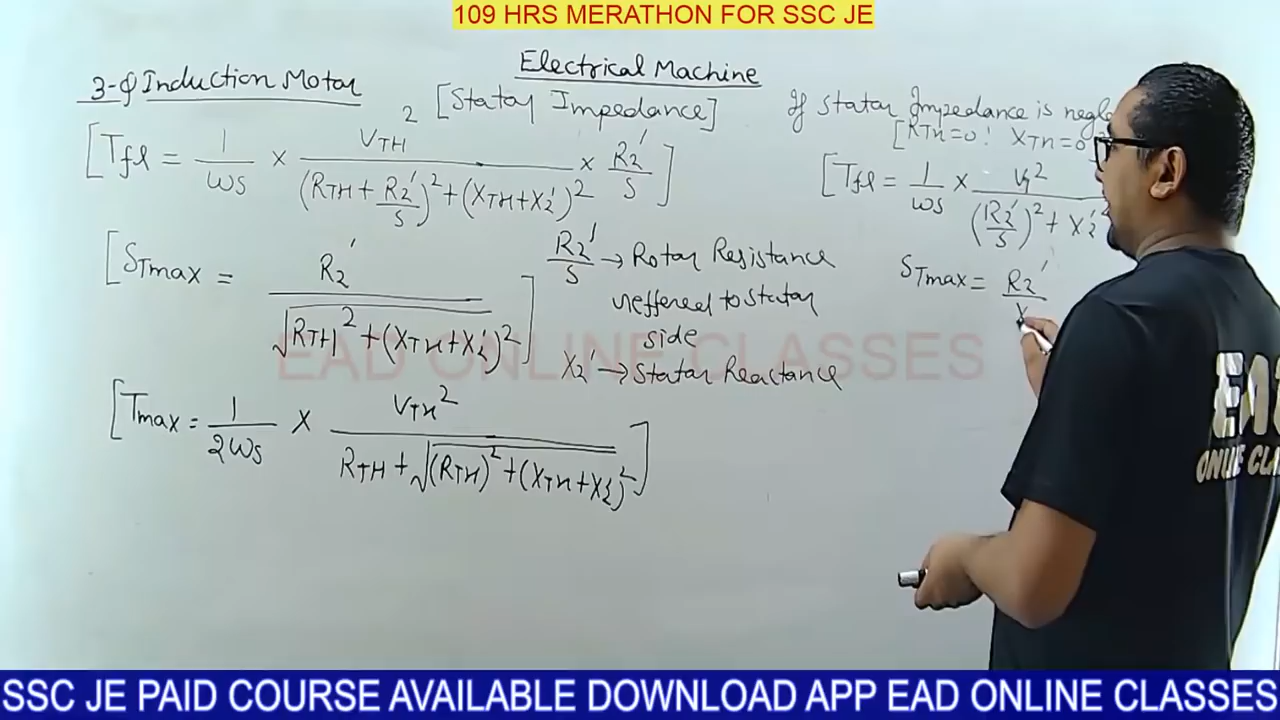 109 HRS MERATHON FOR SSC JE
Electrical Machine
3-φ Induction Motor
[Stator Impedance]
[Tfl = 1/ωs × VTH²/((RTH + R2'/s)² + (XTH+X2')²) × R2'/s]
[STmax = R2'/√(RTH² + (XTH+X2')²)]
[Tmax = 1/2ωs × VTH²/(RTH + √((RTH)² + (XTH+X2')²))]
R2'/s → Rotor Resistance
reffered to stator
side
X2' → Stator Reactance
If stator Impedance is
[RTH=0! XTH=0
[Tfl = 1/ωs × V1²/((R2'/s)² + X2'²
STmax = R2'/X
EAD ONLINE CLASSES
ONLINE
SSC JE PAID COURSE AVAILABLE DOWNLOAD APP EAD ONLINE CLASSES